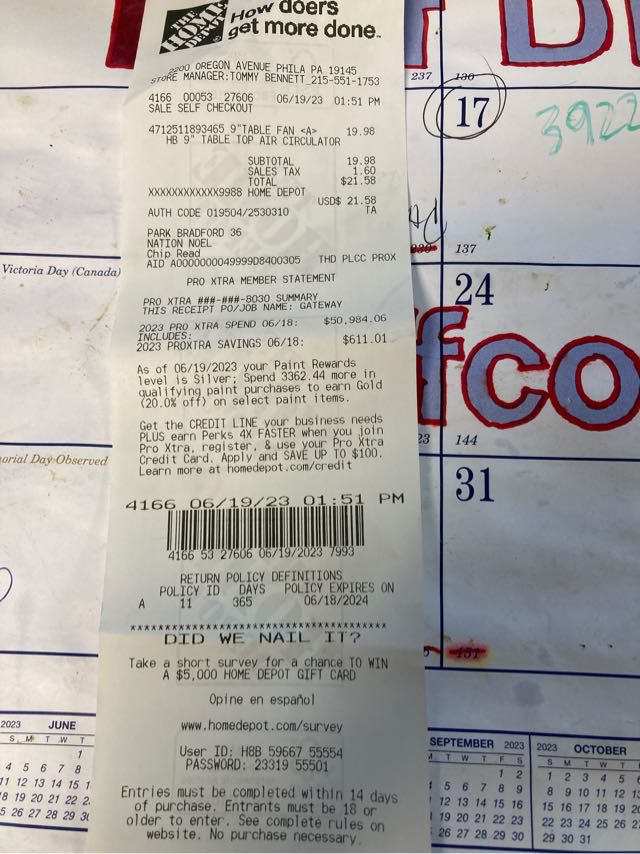 THE HOME DEPOT
How doers
get more done™
2200 OREGON AVENUE PHILA PA 19145
STORE MANAGER:TOMMY BENNETT 215-551-1753
4166 00053 27606 06/19/23 01:51 PM
SALE SELF CHECKOUT
4712511893465 9"TABLE FAN <A> 19.98
HB 9" TABLE TOP AIR CIRCULATOR
SUBTOTAL 19.98
SALES TAX 1.60
TOTAL $21.58
XXXXXXXXXXXX9988 HOME DEPOT
USD$ 21.58
AUTH CODE 019504/2530310 TA
PARK BRADFORD 36
NATION NOEL
Chip Read
AID A0000000049999D8400305 THD PLCC PROX
PRO XTRA MEMBER STATEMENT
PRO XTRA ###-###-8030 SUMMARY
THIS RECEIPT PO/JOB NAME: GATEWAY
2023 PRO XTRA SPEND 06/18: $50,984.06
INCLUDES:
2023 PROXTRA SAVINGS 06/18: $611.01
As of 06/19/2023 your Paint Rewards
level is Silver; Spend 3362.44 more in
qualifying paint purchases to earn Gold
(20.0% off) on select paint items.
Get the CREDIT LINE your business needs
PLUS earn Perks 4X FASTER when you join
Pro Xtra, register, & use your Pro Xtra
Credit Card. Apply and SAVE UP TO $100.
Learn more at homedepot.com/credit
4166 06/19/23 01:51 PM
4166 53 27606 06/19/2023 7993
RETURN POLICY DEFINITIONS
POLICY ID DAYS POLICY EXPIRES ON
A 11 365 06/18/2024
***************************************
DID WE NAIL IT?
Take a short survey for a chance TO WIN
A $5,000 HOME DEPOT GIFT CARD
Opine en español
www.homedepot.com/survey
User ID: H8B 59667 55554
PASSWORD: 23319 55501
Entries must be completed within 14 days
of purchase. Entrants must be 18 or
older to enter. See complete rules on
website. No purchase necessary.
237 130
17
3922
137
Victoria Day (Canada)
24
ffco
23 144
orial Day Observed
31
151
2023 JUNE
S M T W T
1
4 5 6 7 8
11 12 13 14 15
18 19 20 21 22
25 26 27 28 29
SEPTEMBER 2023
M T W T F S
1 2
4 5 6 7 8 9
11 12 13 14 15 16
18 19 20 21 22 23
25 26 27 28 29 30
2023 OCTOBER
S M T W T F
1 2 3 4 5 6
8 9 10 11 12 13
15 16 17 18 19 20
22 23 24 25 26 27
29 30 31